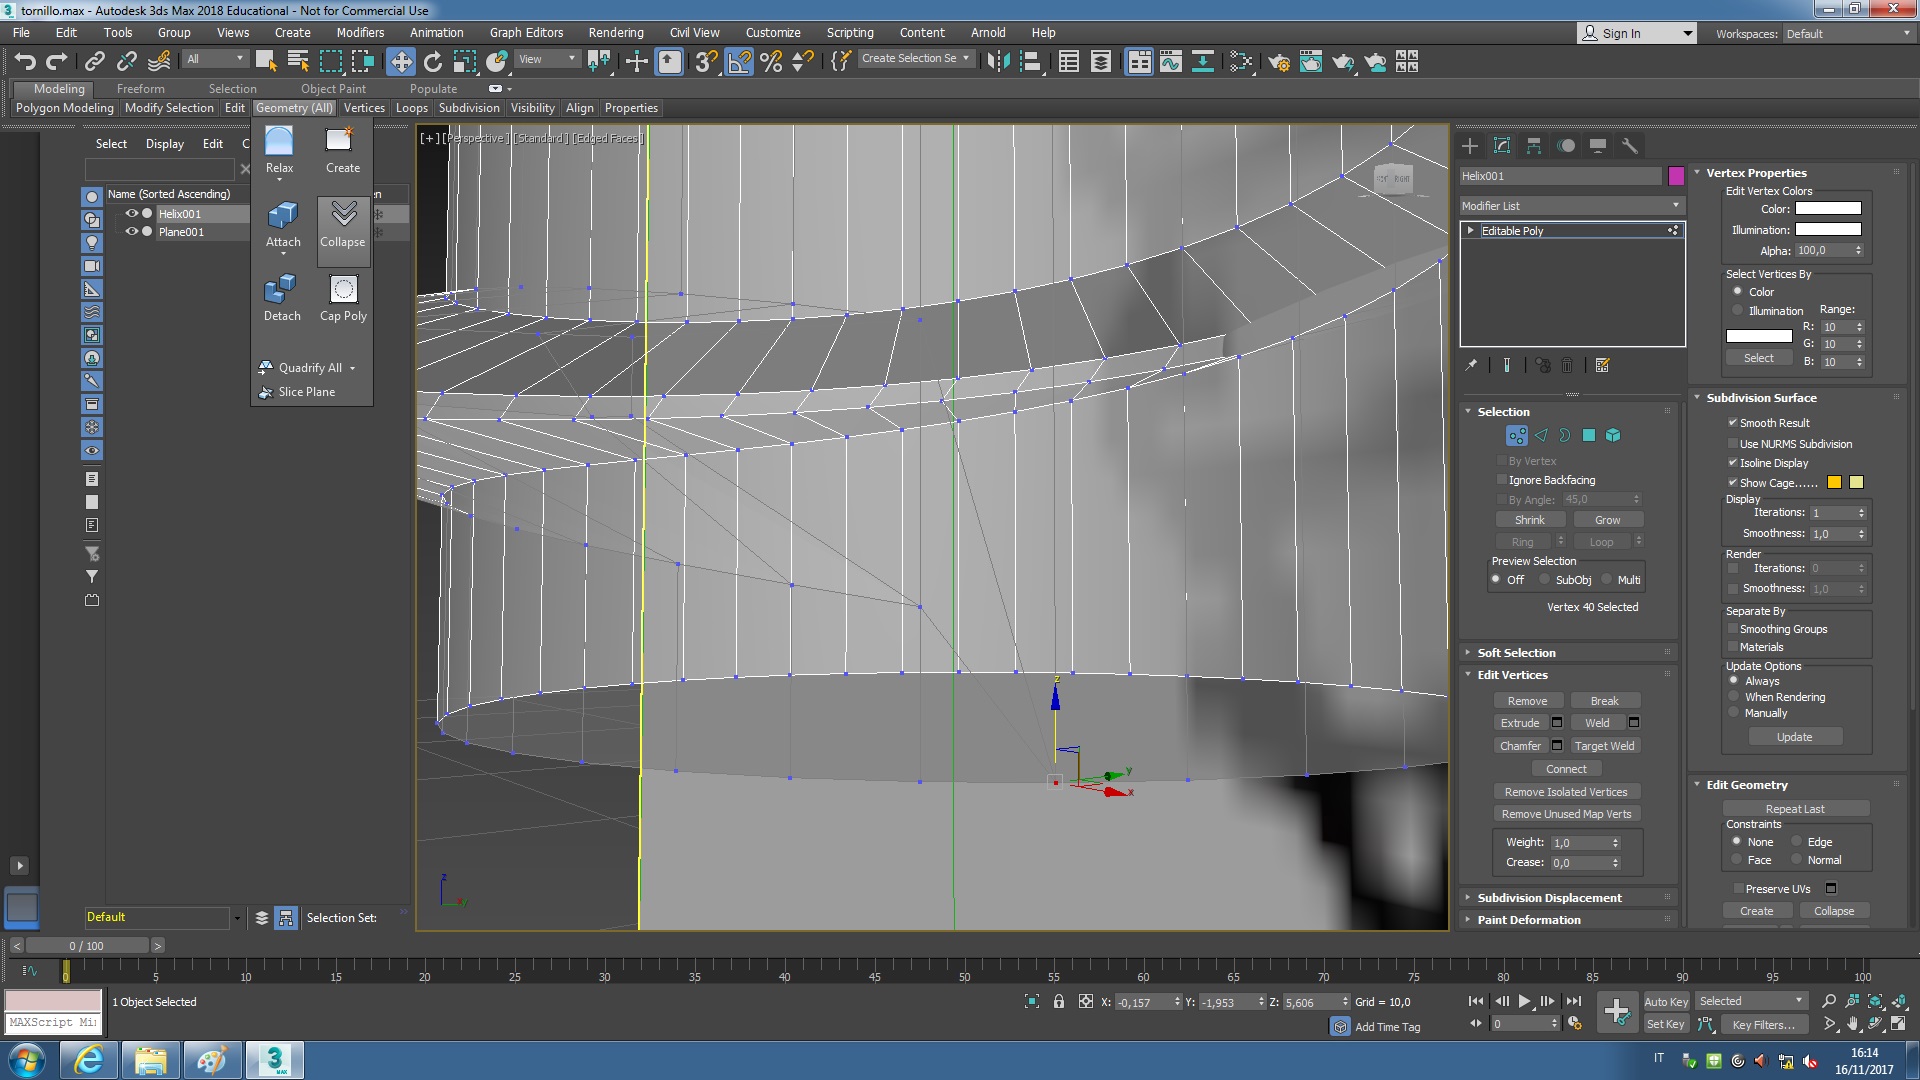 tornillo.max - Autodesk 3ds Max 2018 Educational - Not for Commercial Use
File Edit Tools Group Views Create Modifiers Animation Graph Editors Rendering Civil View Customize Scripting Content Arnold Help
Sign In
Workspaces: Default
All
View
Create Selection Se
Modeling Freeform Selection Object Paint Populate
Polygon Modeling Modify Selection Edit Geometry (All) Vertices Loops Subdivision Visibility Align Properties
Relax
Create
Attach
Collapse
Detach
Cap Poly
Quadrify All
Slice Plane
Select Display Edit C
Name (Sorted Ascending)
en
Helix001
Plane001
Default
Selection Set:
[+] [Perspective] [Standard] [Edged Faces]
RIGHT
z
y
x
z
Helix001
Modifier List
Editable Poly
Selection
By Vertex
Ignore Backfacing
By Angle: 45,0
Shrink Grow
Ring Loop
Preview Selection
Off SubObj Multi
Vertex 40 Selected
Soft Selection
Edit Vertices
Remove Break
Extrude Weld
Chamfer Target Weld
Connect
Remove Isolated Vertices
Remove Unused Map Verts
Weight: 1,0
Crease: 0,0
Subdivision Displacement
Paint Deformation
Vertex Properties
Edit Vertex Colors
Color:
Illumination:
Alpha: 100,0
Select Vertices By
Color
Illumination Range:
R: 10
G: 10
Select B: 10
Subdivision Surface
Smooth Result
Use NURMS Subdivision
Isoline Display
Show Cage......
Display
Iterations: 1
Smoothness: 1,0
Render
Iterations: 0
Smoothness: 1,0
Separate By
Smoothing Groups
Materials
Update Options
Always
When Rendering
Manually
Update
Edit Geometry
Repeat Last
Constraints
None Edge
Face Normal
Preserve UVs
Create Collapse
< 0 / 100 >
0 5 10 15 20 25 30 35 40 45 50 55 60 65 70 75 80 85 90 95 100
1 Object Selected
X: -0,157 Y: -1,953 Z: 5,606 Grid = 10,0
Auto Key Selected
MAXScript Mi
Add Time Tag
0
Set Key Key Filters...
3
MAX
IT
16:14
16/11/2017